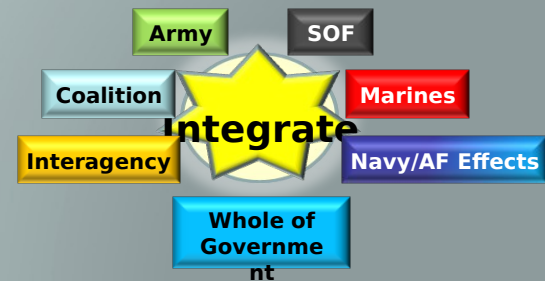 Army
SOF
Coalition
Marines
Integrate
Interagency
Navy/AF Effects
Whole of
Governme
nt